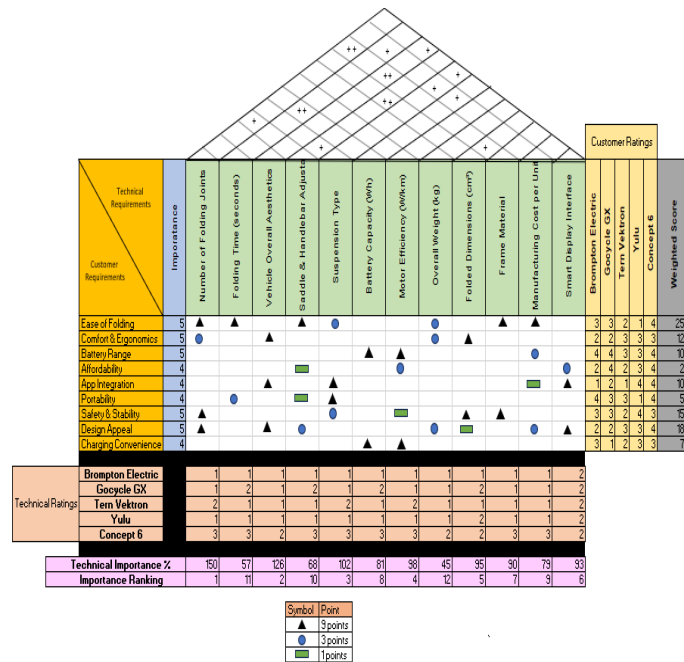 ++ +
+
++ +
+ +
++ +
++
+
+ +
Customer Ratings
Technical Requirements
Customer Requirements
Imporatance
Number of Folding Joints
Folding Time (seconds)
Vehicle Overall Aesthetics
Saddle & Handlebar Adjusta
Suspension Type
Battery Capacity (Wh)
Motor Efficiency (W/km)
Overall Weight (kg)
Folded Dimensions (cm³)
Frame Material
Manufacturing Cost per Unit
Smart Display Interface
Brompton Electric
Gocycle GX
Tern Vektron
Yulu
Concept 6
Weighted Score
Ease of Folding 5 3 3 2 1 4 25
Comfort & Ergonomics 5 2 2 3 3 3 12
Battery Range 5 4 4 3 3 4 10
Affordability 4 2 4 2 3 4 2
App Integration 4 1 2 1 4 4 10
Portability 4 4 3 3 1 4 5
Safety & Stability 5 3 3 2 4 3 15
Design Appeal 5 2 2 3 3 4 18
Charging Convenience 4 3 1 2 3 3 7
Technical Ratings
Brompton Electric 1 1 1 1 1 1 1 1 1 1 1 2
Gocycle GX 1 2 1 2 1 2 1 1 2 1 1 2
Tern Vektron 2 1 1 1 2 1 2 1 1 1 1 2
Yulu 1 1 1 1 1 1 1 1 2 1 1 2
Concept 6 3 3 2 3 3 3 3 2 2 3 3 2
Technical Importance % 150 57 126 68 102 81 98 45 95 90 79 93
Importance Ranking 1 11 2 10 3 8 4 12 5 7 9 6
Symbol Point
9 points
3 points
1 points